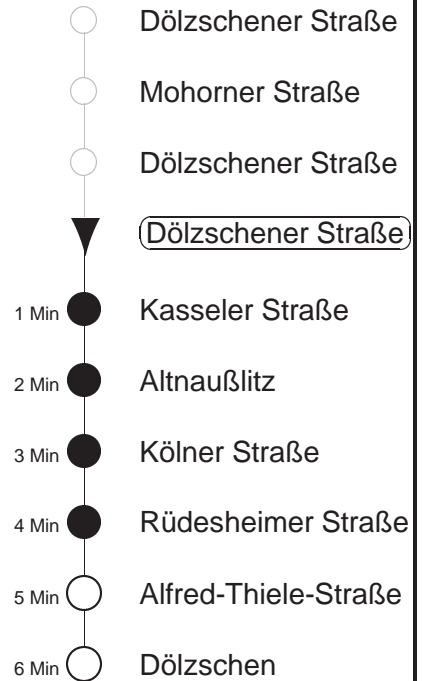 Dölzschener Straße
Mohorner Straße
Dölzschener Straße
Dölzschener Straße
1 Min Kasseler Straße
2 Min Altnaußlitz
3 Min Kölner Straße
4 Min Rüdesheimer Straße
5 Min Alfred-Thiele-Straße
6 Min Dölzschen